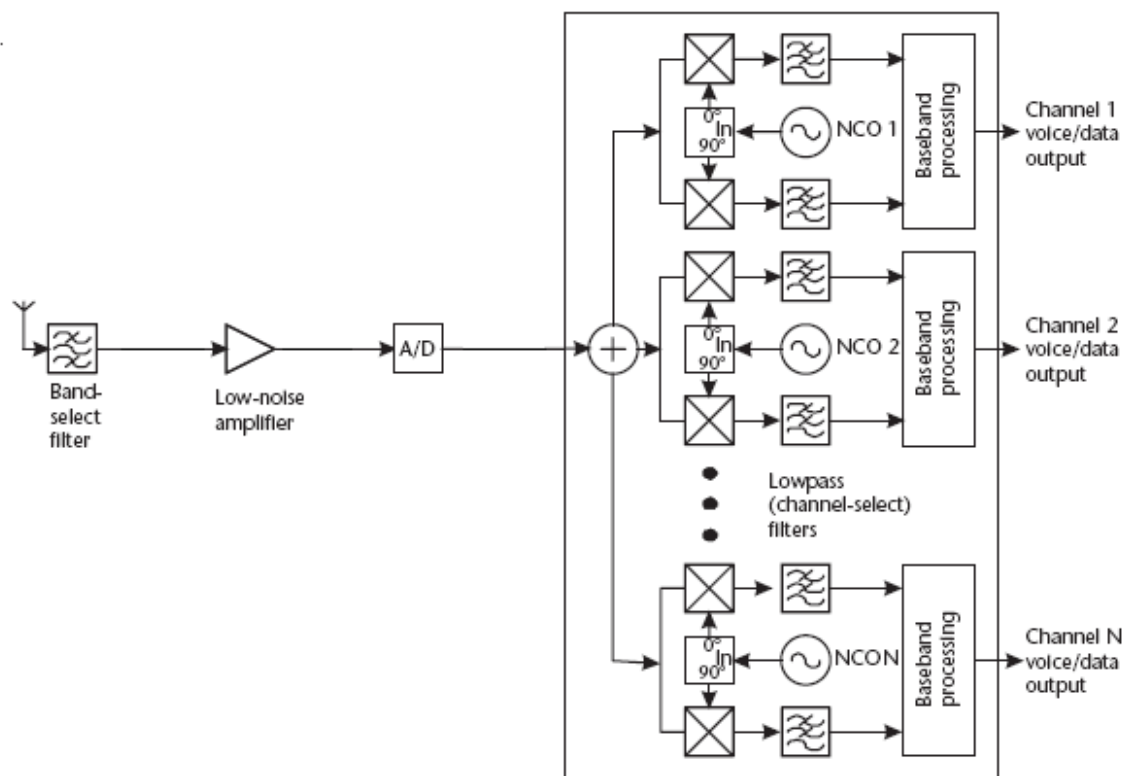 0°
In
90°
NCO 1
Baseband
processing
Channel 1
voice/data
output
0°
In
90°
NCO 2
Baseband
processing
Channel 2
voice/data
output
A/D
Band-
select
filter
Low-noise
amplifier
Lowpass
(channel-select)
filters
0°
In
90°
NCO N
Baseband
processing
Channel N
voice/data
output